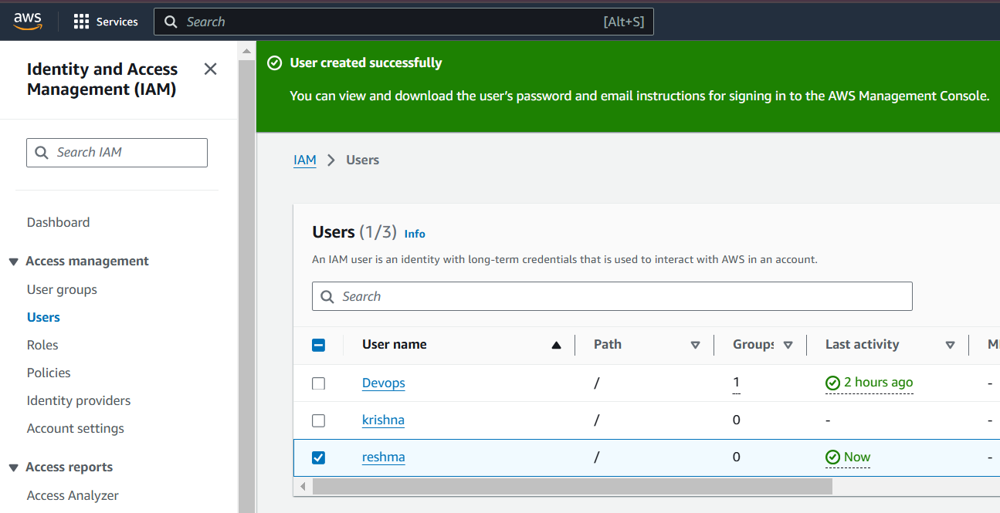 aws
Services
Search
[Alt+S]
Identity and Access
Management (IAM)
Search IAM
Dashboard
Access management
User groups
Users
Roles
Policies
Identity providers
Account settings
Access reports
Access Analyzer
User created successfully
You can view and download the user's password and email instructions for signing in to the AWS Management Console.
IAM > Users
Users (1/3) Info
An IAM user is an identity with long-term credentials that is used to interact with AWS in an account.
Search
User name Path Groups Last activity
Devops / 1 2 hours ago -
krishna / 0 - -
reshma / 0 Now -